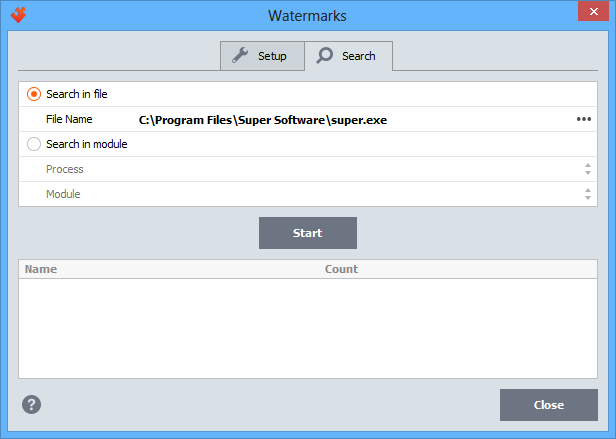 Watermarks
Setup
Search
Search in file
File Name C:\Program Files\Super Software\super.exe •••
Search in module
Process
Module
Start
Name Count
?
Close